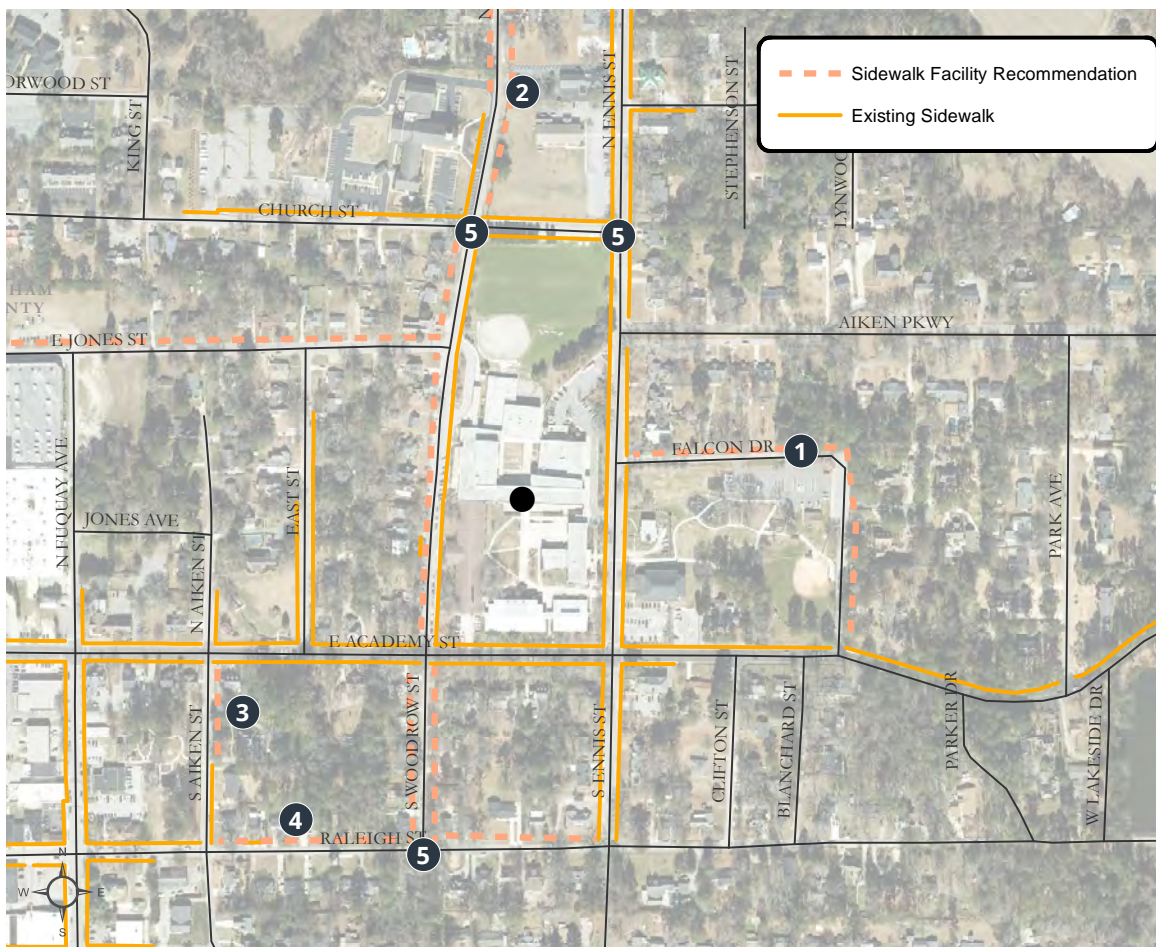 Sidewalk Facility Recommendation
Existing Sidewalk
ORWOOD ST
KING ST
2
N ENNIS ST
STEPHENSON ST
LYNWOO
CHURCH ST
5
5
HAM
NTY
E JONES ST
AIKEN PKWY
FALCON DR
1
N FUQUAY AVE
JONES AVE
N AIKEN ST
EAST ST
PARK AVE
E ACADEMY ST
S AIKEN ST
3
S WOODROW ST
S ENNIS ST
CLIFTON ST
BLANCHARD ST
PARKER DR
W LAKESIDE DR
4
RALEIGH ST
5
N
W
E
S